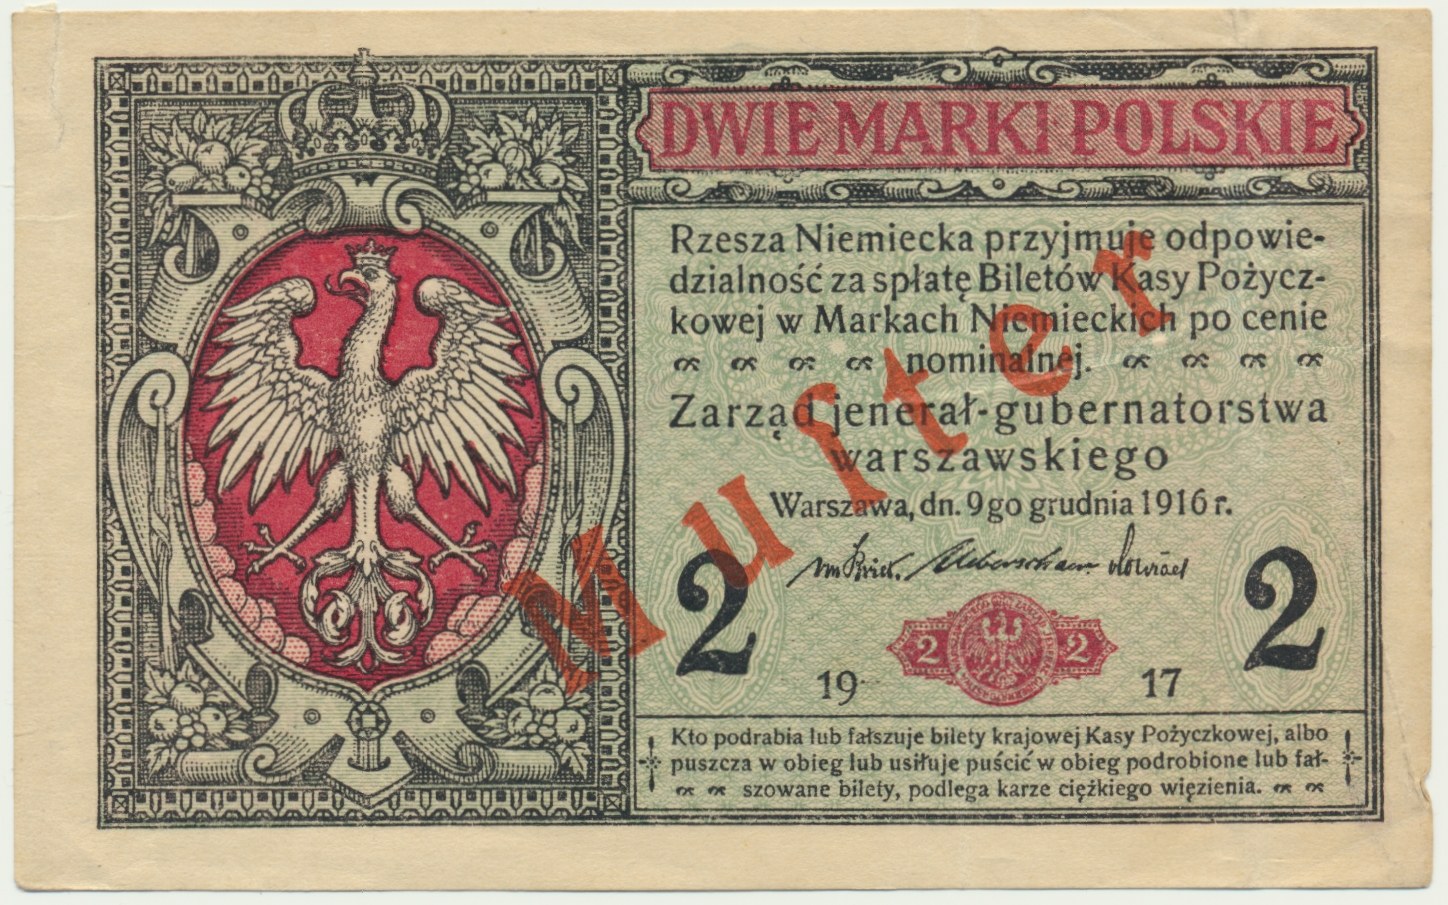 DWIE MARKI POLSKIE
Rzesza Niemiecka przyjmuje odpowie-
dzialność za spłatę Biletów Kasy Pożycz-
kowej w Markach Niemieckich po cenie
nominalnej.
Zarząd jenerał-gubernatorstwa
warszawskiego
Warszawa, dn. 9go grudnia 1916 r.
Muſter
2 2
2 2
19 17
Kto podrabia lub fałszuje bilety krajowej Kasy Pożyczkowej, albo
puszcza w obieg lub usiłuje puścić w obieg podrobione lub fał-
szowane bilety, podlega karze ciężkiego więzienia.